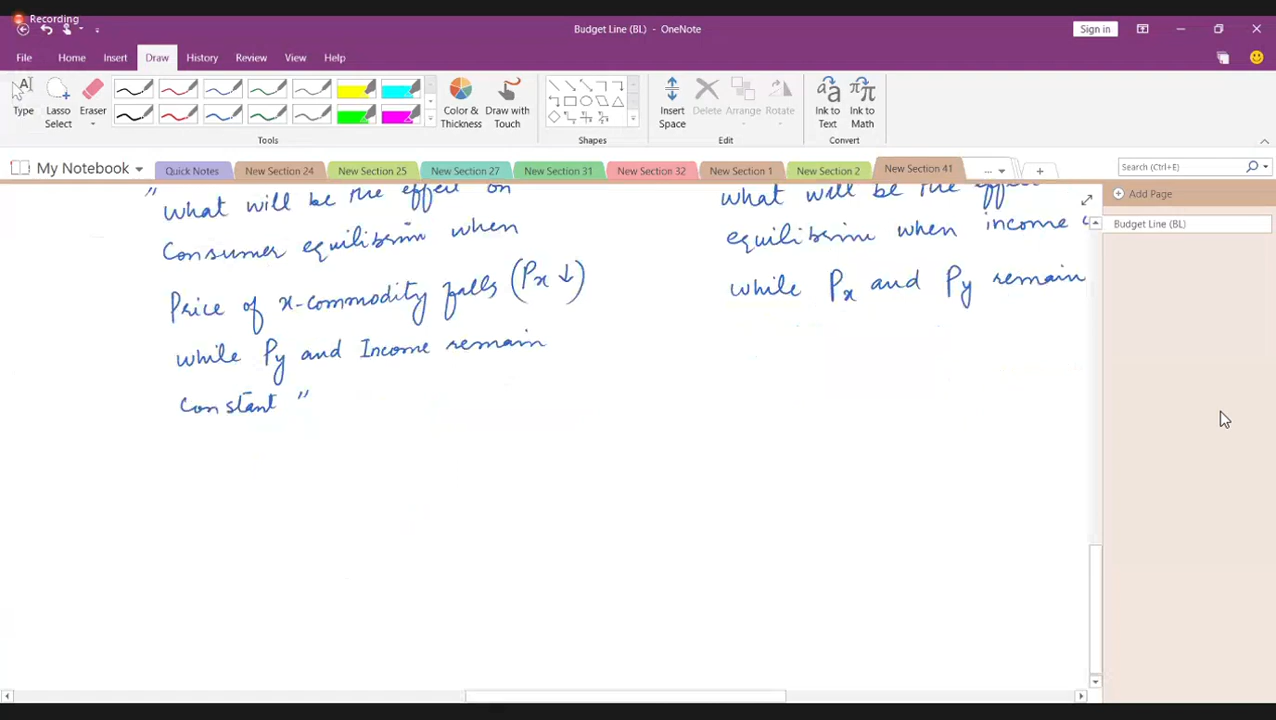 Recording
Budget Line (BL) - OneNote
Sign in
File Home Insert Draw History Review View Help
Type
Lasso Select
Eraser
Color & Thickness
Draw with Touch
Insert Space
Delete
Arrange
Rotate
Ink to Text
Ink to Math
Tools
Shapes
Edit
Convert
My Notebook
Quick Notes
New Section 24
New Section 25
New Section 27
New Section 31
New Section 32
New Section 1
New Section 2
New Section 41
...
Search (Ctrl+E)
Add Page
Budget Line (BL)
" what will be the effect on
Consumer equilibrium when
Price of x-commodity falls (Px ↓)
while Py and Income remain
constant "
what will be the effect
equilibrium when income
while Px and Py remain